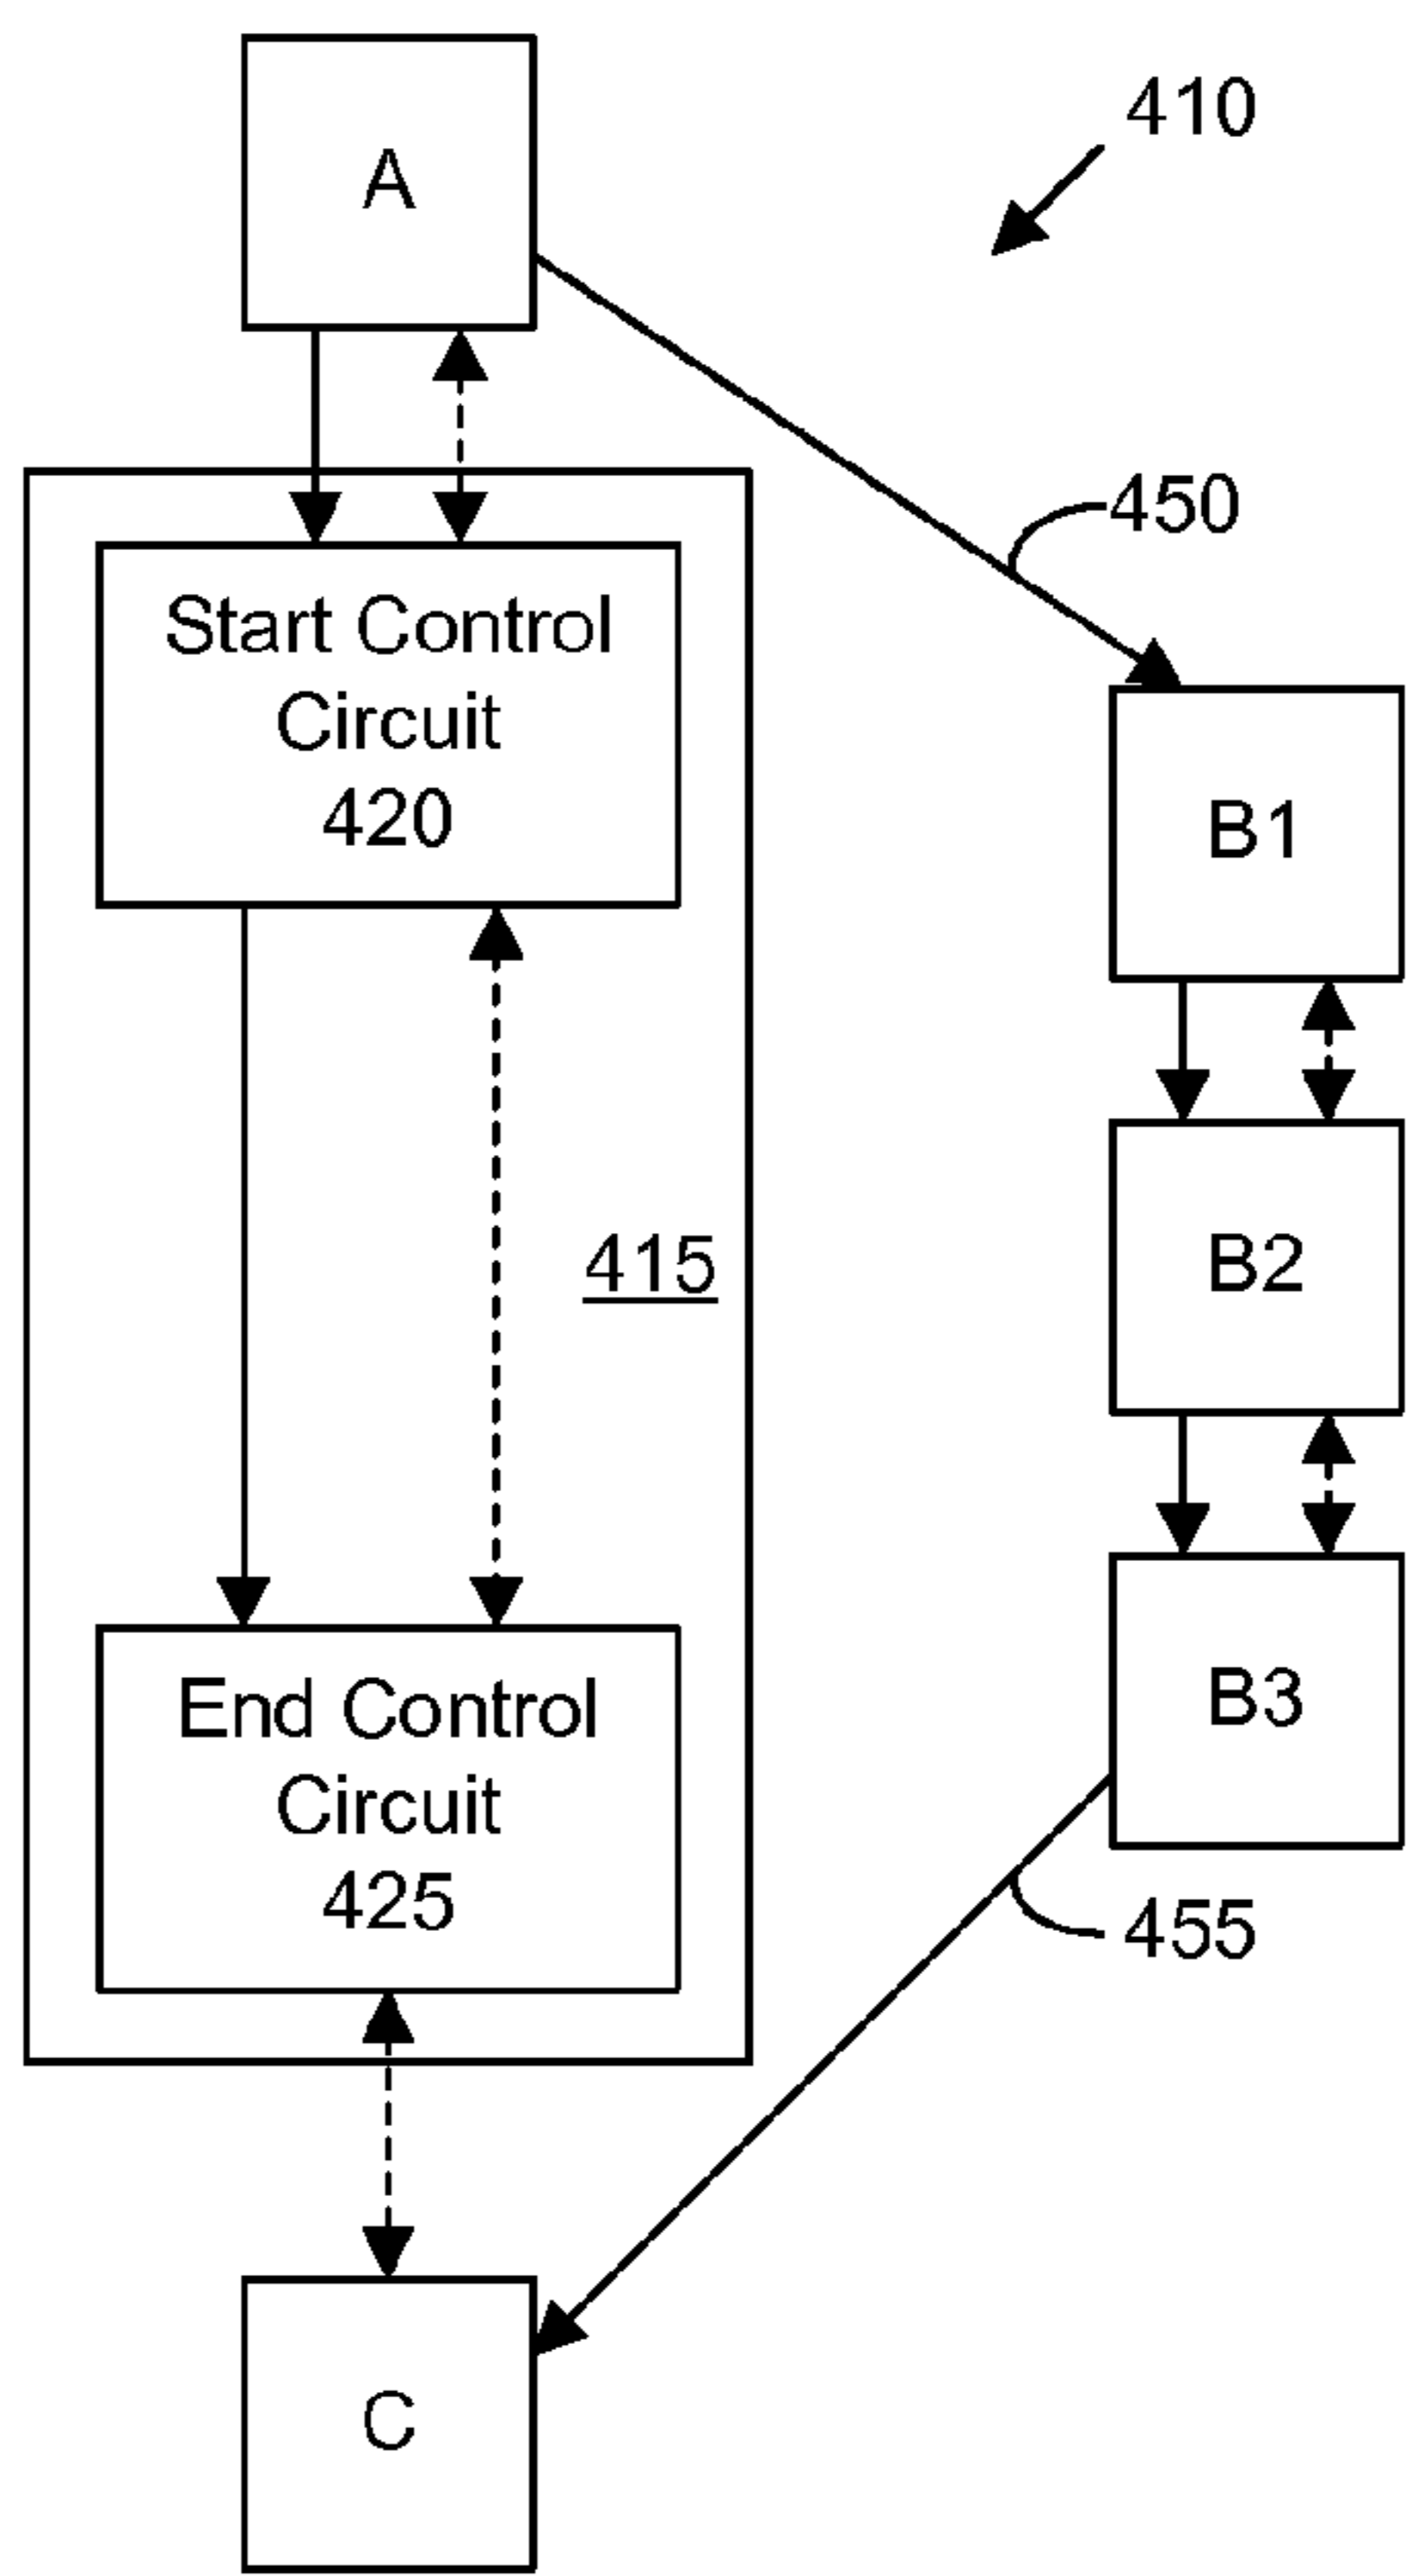 A
410
450
Start Control
Circuit
420
B1
415
B2
End Control
Circuit
425
B3
455
C